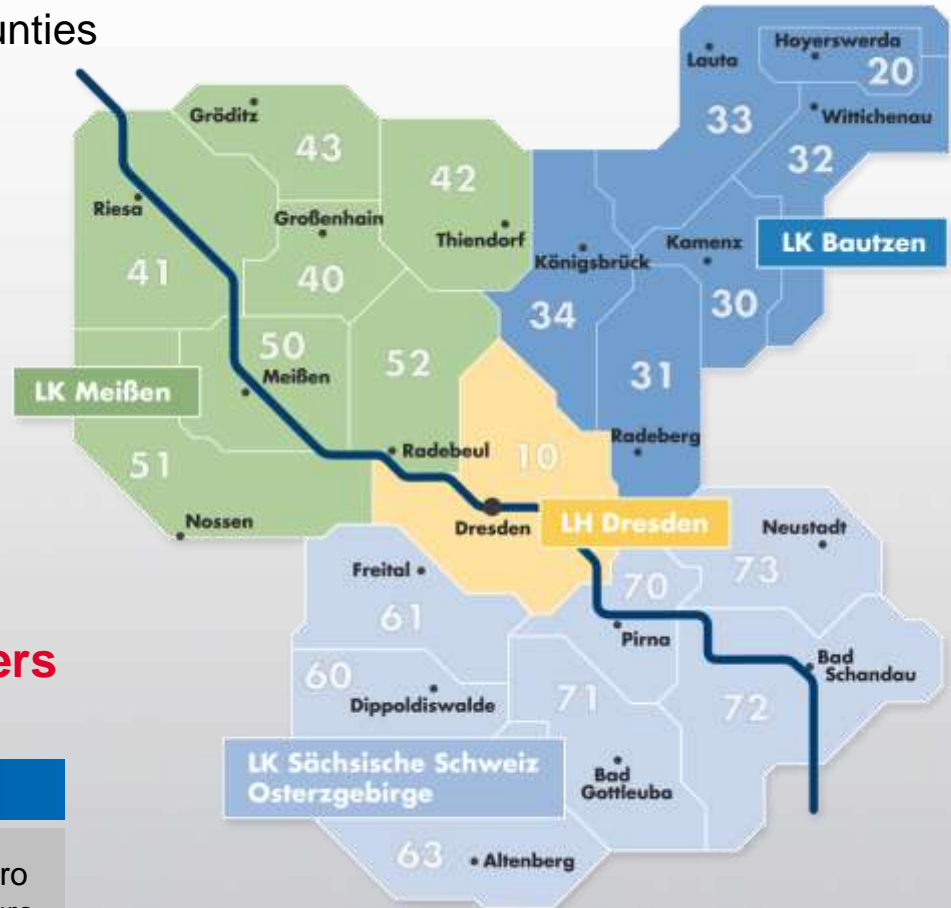 unties
Hoyerswerda
Lauta
20
Gröditz
33
Wittichenau
43
32
42
Riesa
Großenhain
Thiendorf
Kamenz
LK Bautzen
Königsbrück
41
40
30
34
50
52
31
Meißen
LK Meißen
Radeberg
Radebeul
10
51
Nossen
Dresden
LH Dresden
Neustadt
Freital
73
70
61
Pirna
ers
60
Bad
Schandau
Dippoldiswalde
71
72
LK Sächsische Schweiz
Osterzgebirge
Bad
Gottleuba
63
Altenberg
ro